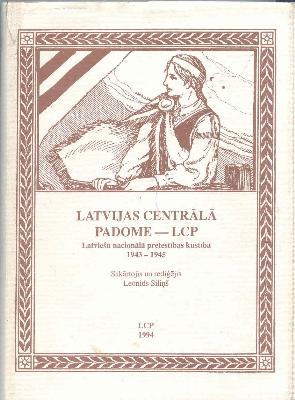 LATVIJAS CENTRĀLĀ
PADOME — LCP
Latviešu nacionālā pretestības kustība
1943 – 1945
Sakārtojis un rediģējis
Leonīds Siliņš
LCP
1994